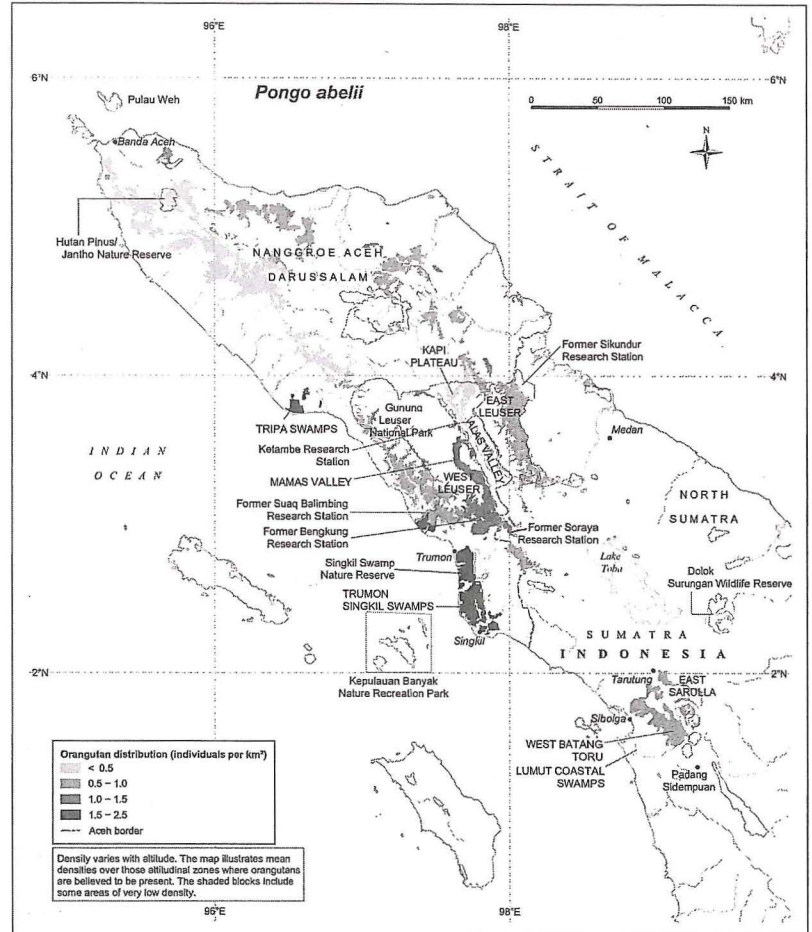 96°E
98°E
6°N
6°N
Pongo abelii
0 50 100 150 km
N
Pulau Weh
Banda Aceh
STRAIT OF MALACCA
Hutan Pinus/
Jantho Nature Reserve
NANGGROE ACEH
DARUSSALAM
KAPI
PLATEAU
Former Sikundur
Research Station
4°N
4°N
EAST
LEUSER
Gunung
Leuser
National Park
ALAS VALLEY
TRIPA SWAMPS
Ketambe Research
Station
Medan
INDIAN
OCEAN
MAMAS VALLEY
WEST
LEUSER
NORTH
SUMATRA
Former Suaq Balimbing
Research Station
Former Bengkung
Research Station
Former Soraya
Research Station
Trumon
Lake
Toba
Singkil Swamp
Nature Reserve
Dolok
Surungan Wildlife Reserve
TRUMON
SINGKIL SWAMPS
Singkil
SUMATRA
INDONESIA
2°N
2°N
Kepulauan Banyak
Nature Recreation Park
Tarutung
EAST
SARULLA
Sibolga
WEST BATANG
TORU
LUMUT COASTAL
SWAMPS
Padang
Sidempuan
Orangutan distribution (individuals per km²)
< 0.5
0.5 – 1.0
1.0 – 1.5
1.5 – 2.5
Aceh border
Density varies with altitude. The map illustrates mean
densities over those altitudinal zones where orangutans
are believed to be present. The shaded blocks include
some areas of very low density.
96°E
98°E